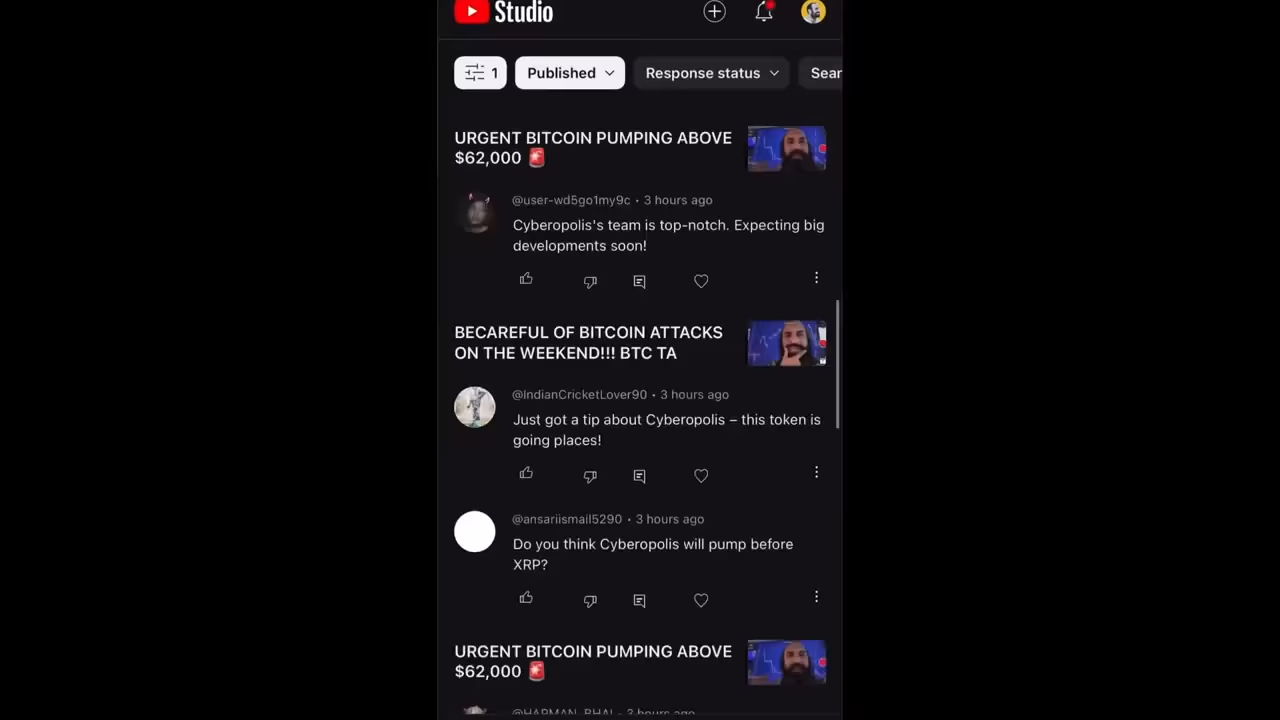 Studio
1
Published
Response status
Sear
URGENT BITCOIN PUMPING ABOVE
$62,000 🚨
@user-wd5go1my9c • 3 hours ago
Cyberopolis's team is top-notch. Expecting big
developments soon!
BECAREFUL OF BITCOIN ATTACKS
ON THE WEEKEND!!! BTC TA
@IndianCricketLover90 • 3 hours ago
Just got a tip about Cyberopolis – this token is
going places!
@ansariismail5290 • 3 hours ago
Do you think Cyberopolis will pump before
XRP?
URGENT BITCOIN PUMPING ABOVE
$62,000 🚨
3 hours ago